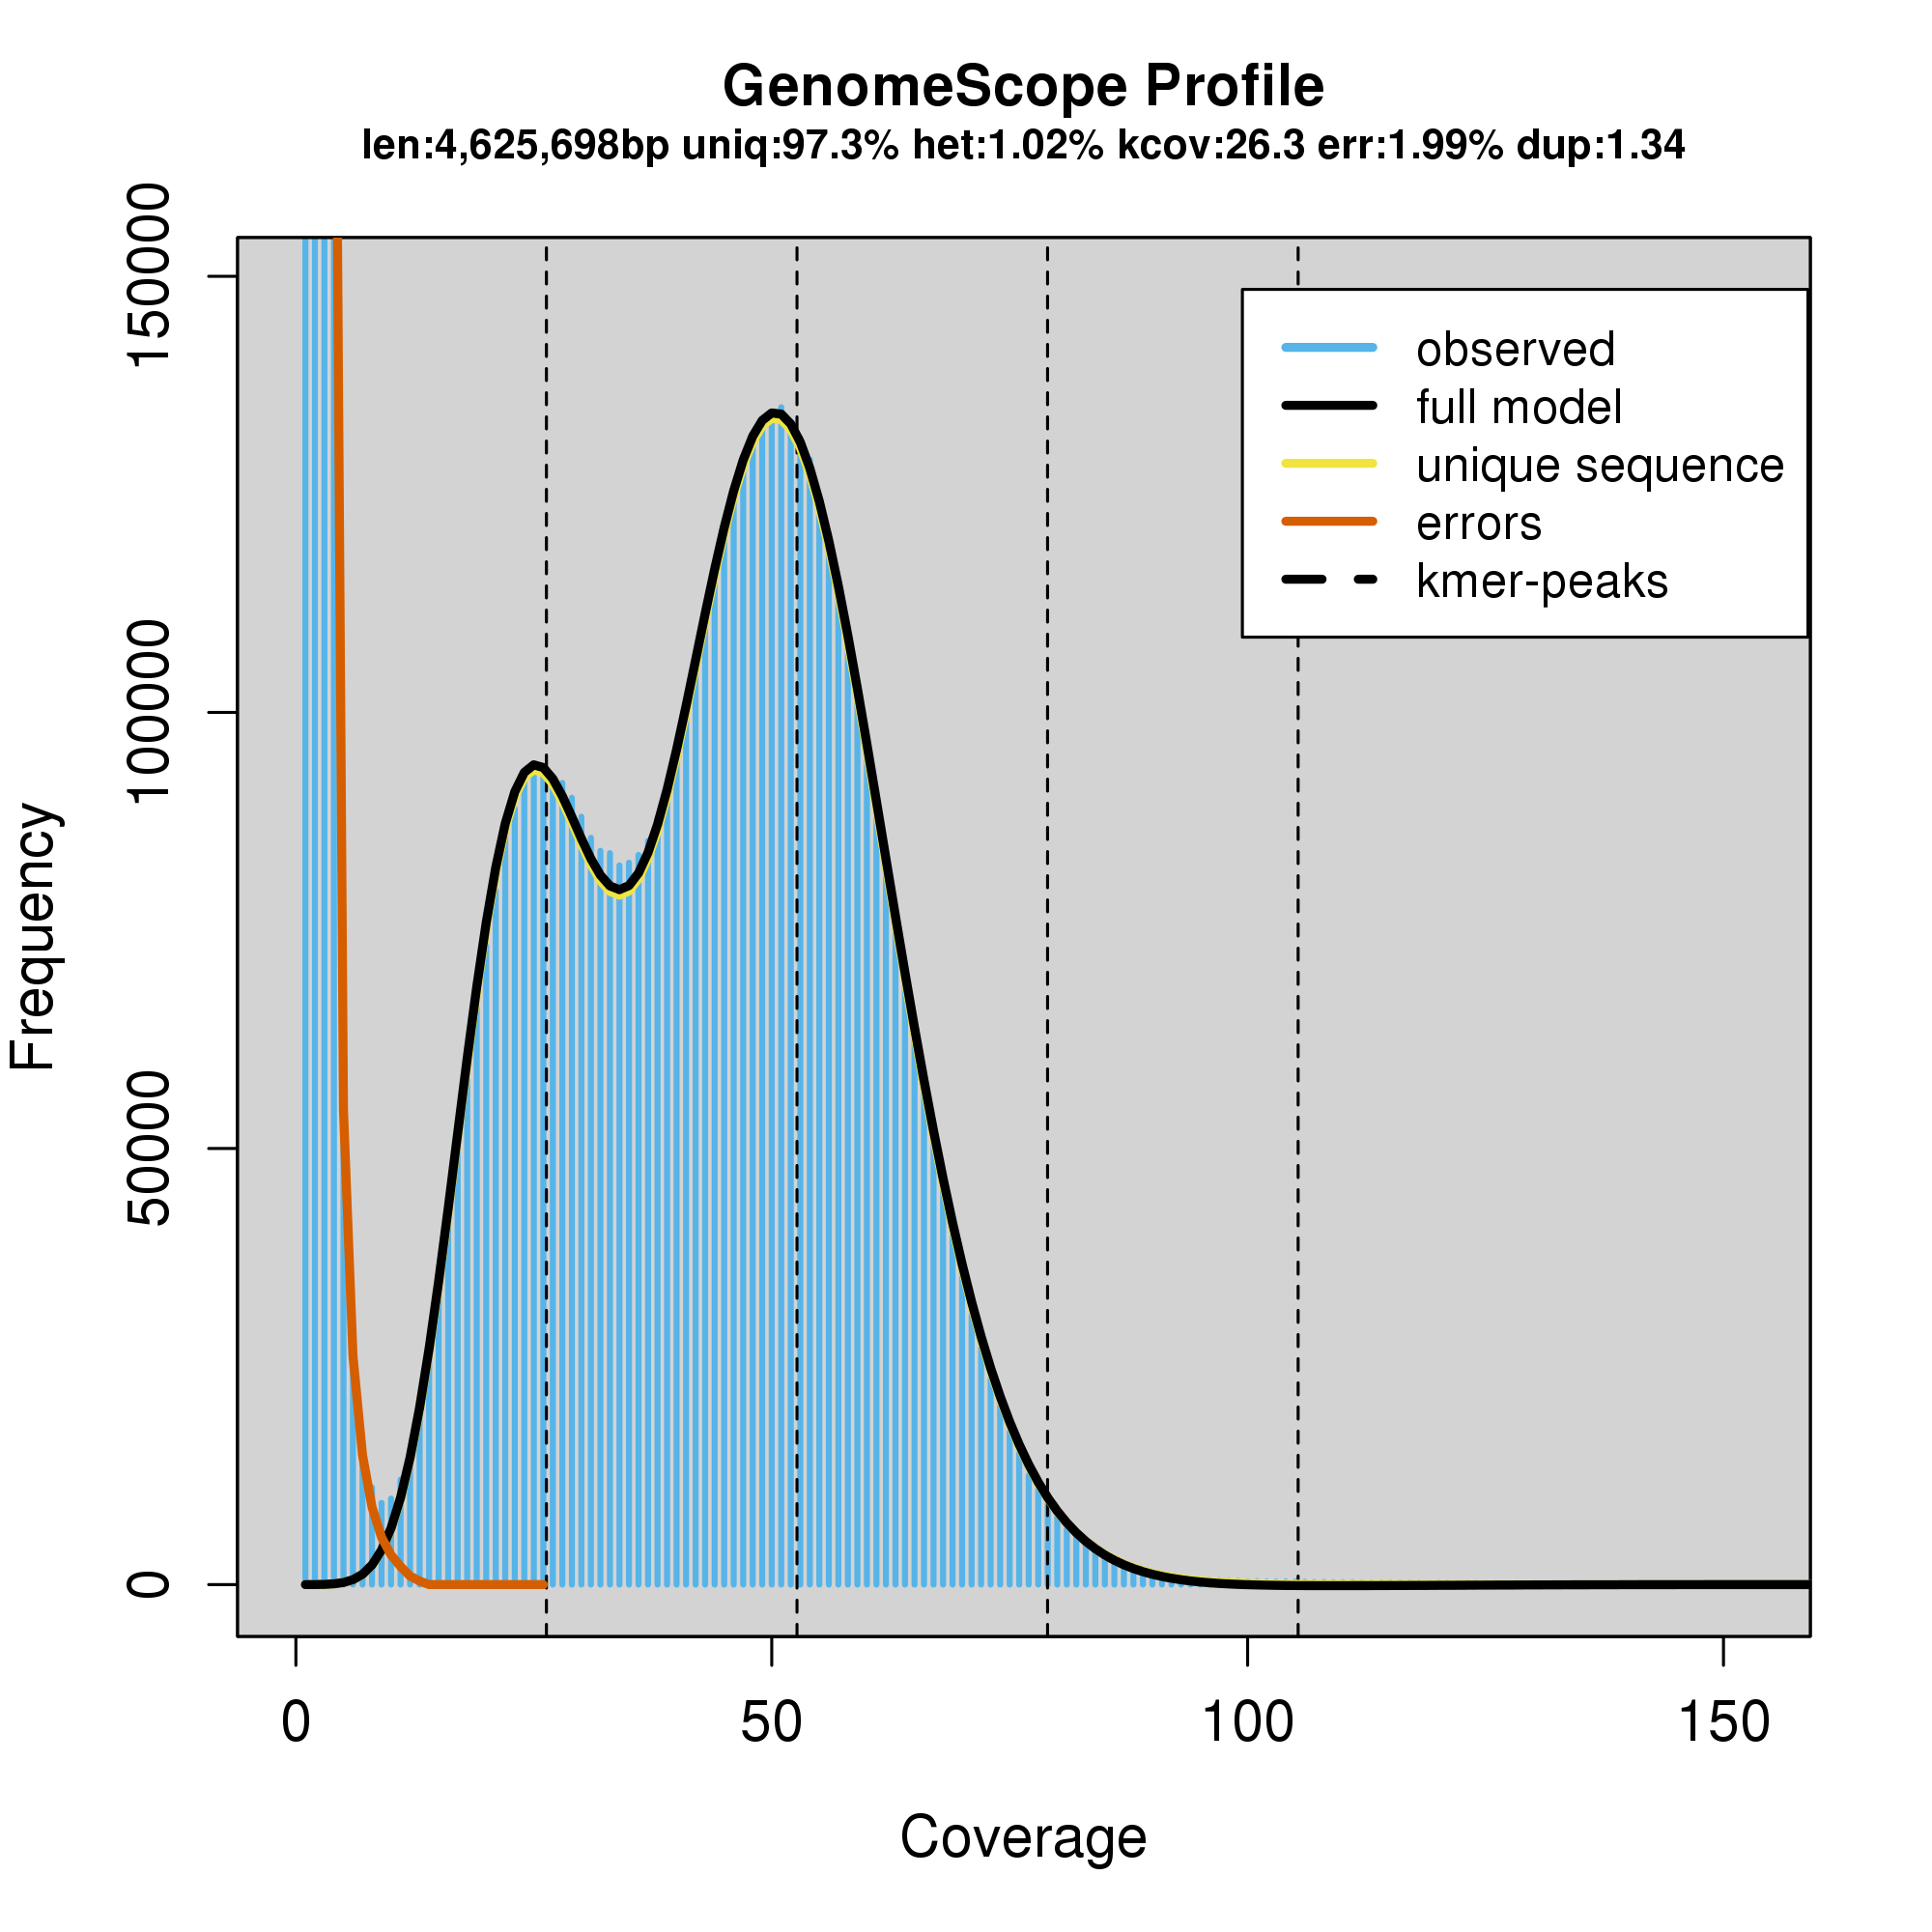 GenomeScope Profile
len:4,625,698bp uniq:97.3% het:1.02% kcov:26.3 err:1.99% dup:1.34
150000
100000
50000
0
Frequency
observed
full model
unique sequence
errors
kmer-peaks
0 50 100 150
Coverage